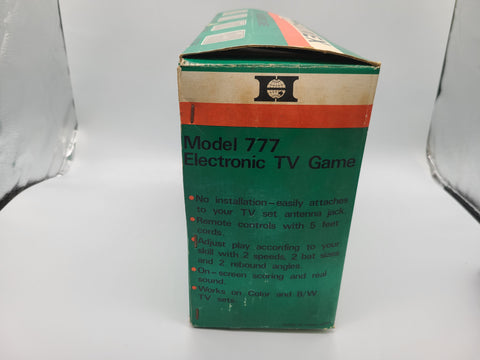 Model 777
Electronic TV Game
•No installation—easily attaches
to your TV set antenna jack.
•Remote controls with 5 feet
cords.
•Adjust play according to your
skill with 2 speeds, 2 bat sizes
and 2 rebound angles.
•On-screen scoring and real
sound.
•Works on Color and B/W
TV sets.